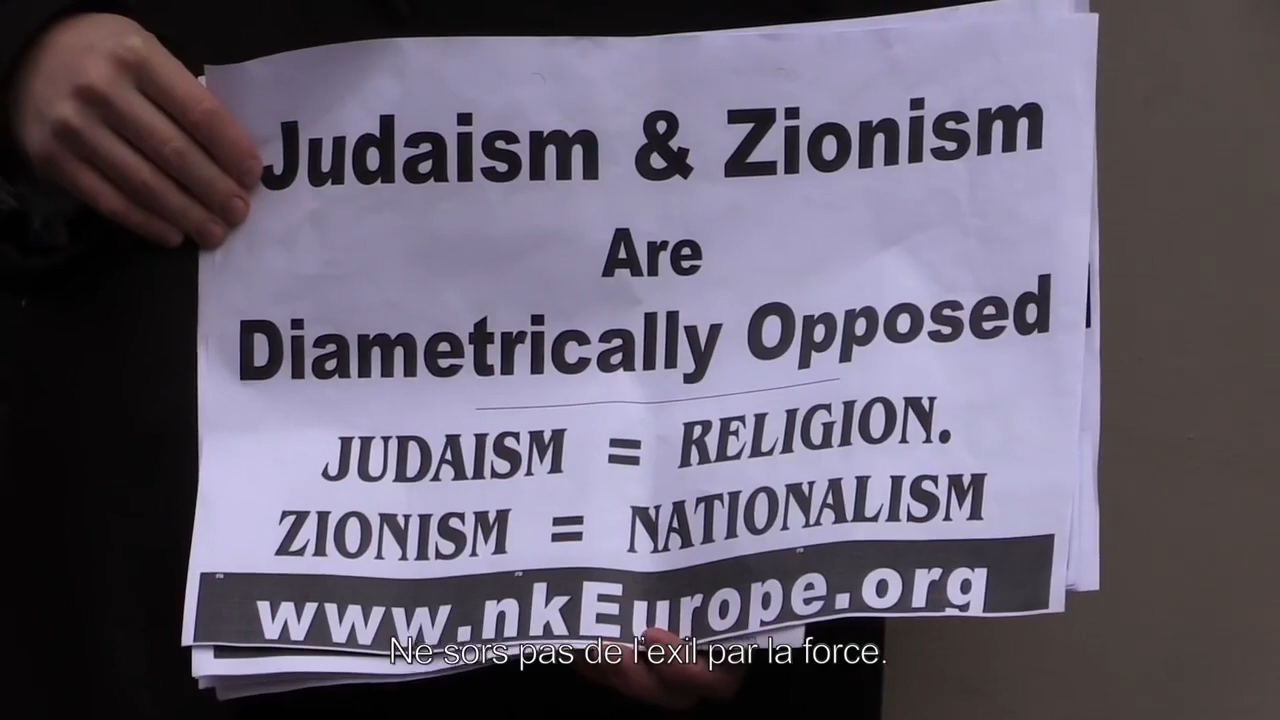 Judaism & Zionism
Are
Diametrically Opposed
JUDAISM = RELIGION.
ZIONISM = NATIONALISM
www.nkEurope.org
Ne sors pas de l'exil par la force.